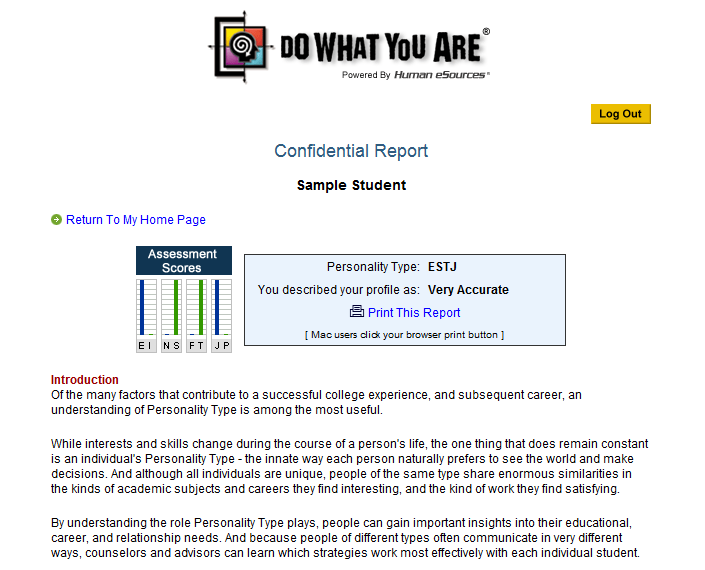 DO WHAT YOU ARE®
Powered By Human eSources®
Log Out
Confidential Report
Sample Student
Return To My Home Page
Assessment
Scores
E I N S F T J P
Personality Type: ESTJ
You described your profile as: Very Accurate
Print This Report
[ Mac users click your browser print button ]
Introduction
Of the many factors that contribute to a successful college experience, and subsequent career, an
understanding of Personality Type is among the most useful.
While interests and skills change during the course of a person's life, the one thing that does remain constant
is an individual's Personality Type - the innate way each person naturally prefers to see the world and make
decisions. And although all individuals are unique, people of the same type share enormous similarities in
the kinds of academic subjects and careers they find interesting, and the kind of work they find satisfying.
By understanding the role Personality Type plays, people can gain important insights into their educational,
career, and relationship needs. And because people of different types often communicate in very different
ways, counselors and advisors can learn which strategies work most effectively with each individual student.